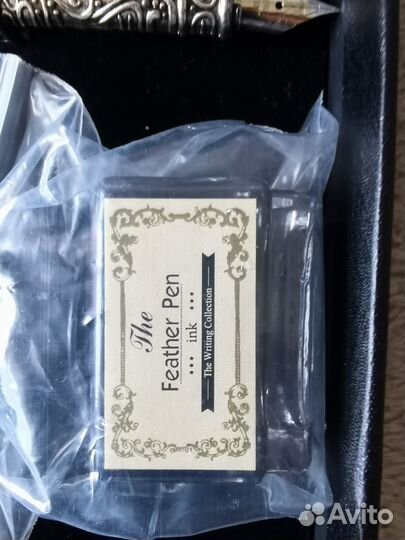 The
Feather Pen
••• ink •••
The Writing Collection
Avito